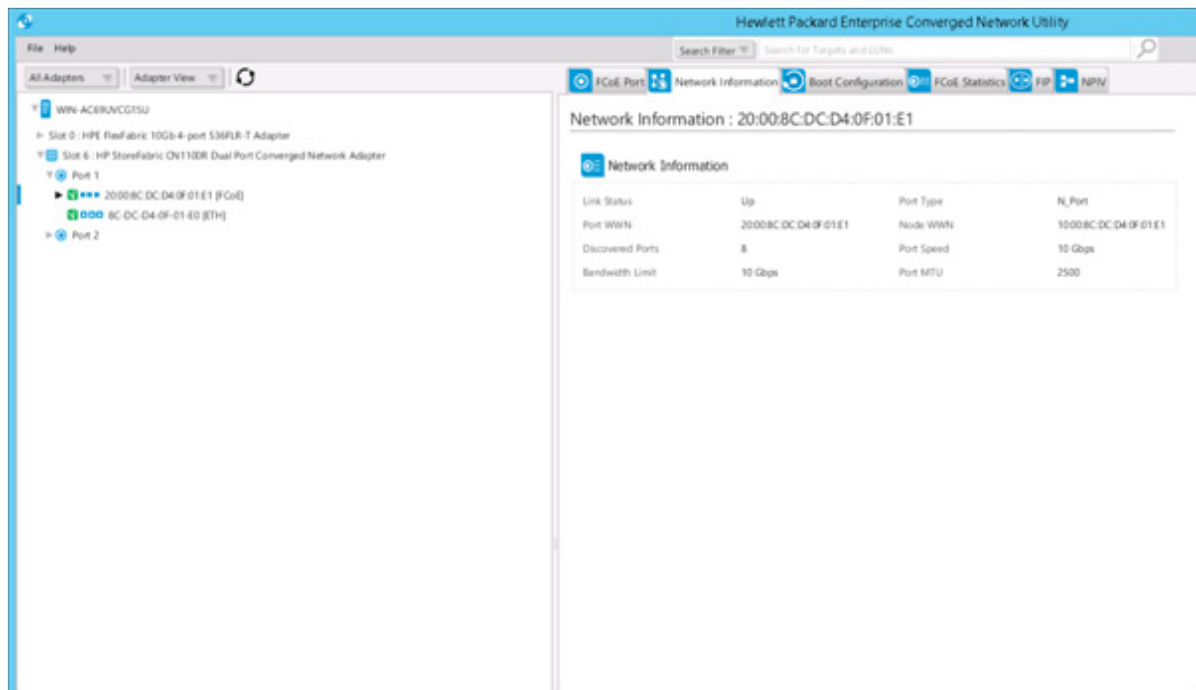 Hewlett Packard Enterprise Converged Network Utility
File Help
Search Filter Search for Targets and LUNs
All Adapters Adapter View
FCoE Port Network Information Boot Configuration FCoE Statistics FIP NPIV
WIN-AC69UVCG1SU
Network Information : 20:00:8C:DC:D4:0F:01:E1
Slot 0 : HPE FlexFabric 10Gb 4-port 536FLR-T Adapter
Slot 6 : HP StoreFabric CN1100R Dual Port Converged Network Adapter
Network Information
Port 1
20:00:8C:DC:D4:0F:01:E1 [FCoE]
Link Status Up Port Type N_Port
8C-DC-D4-0F-01-E0 [ETH]
Port WWN 20:00:8C:DC:D4:0F:01:E1 Node WWN 10:00:8C:DC:D4:0F:01:E1
Port 2
Discovered Ports 8 Port Speed 10 Gbps
Bandwidth Limit 10 Gbps Port MTU 2500